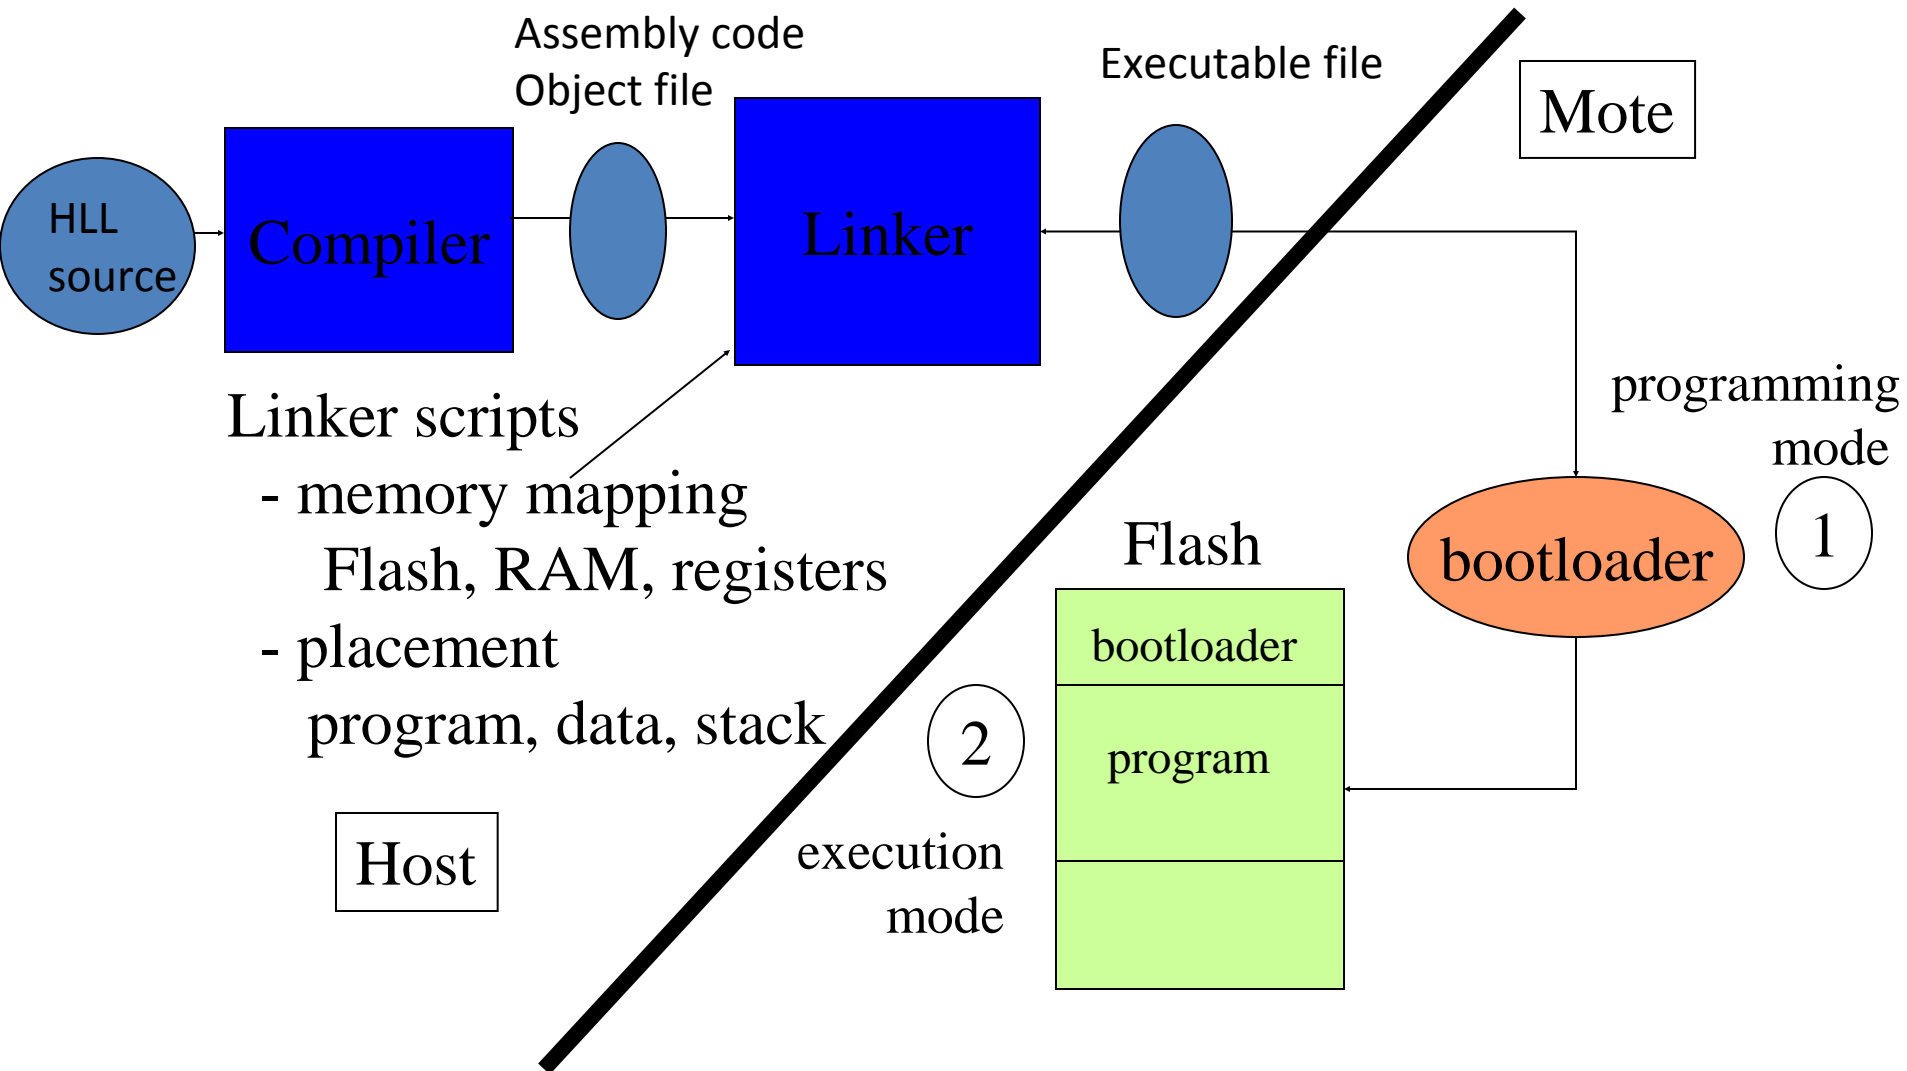 Assembly code
Object file
Executable file
Mote
HLL
source
Compiler
Linker
Linker scripts
- memory mapping
Flash, RAM, registers
- placement
program, data, stack
Host
programming
mode
1
bootloader
Flash
bootloader
program
2
execution
mode